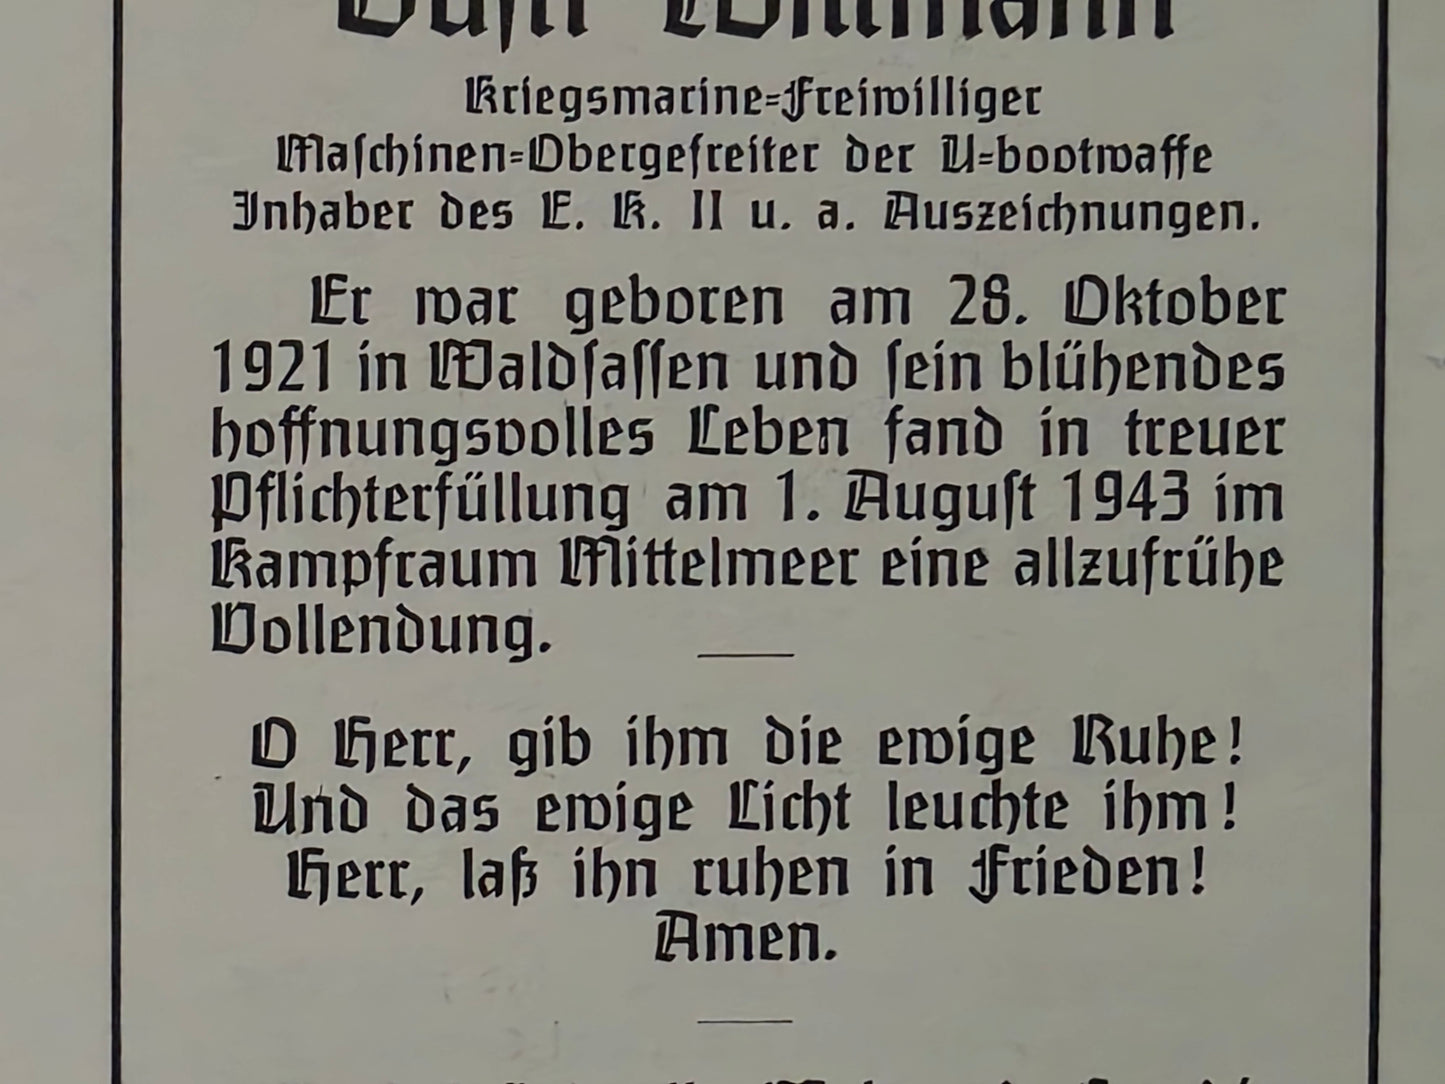 Kriegsmarine=Freiwilliger
Maſchinen=Obergefreiter der U=bootwaffe
Inhaber des E. K. II u. a. Auszeichnungen.
Er war geboren am 28. Oktober
1921 in Waldſaſſen und ſein blühendes
hoffnungsvolles Leben fand in treuer
Pflichterfüllung am 1. Auguſt 1943 im
Kampfraum Mittelmeer eine allzufrühe
Vollendung.
O Herr, gib ihm die ewige Ruhe!
Und das ewige Licht leuchte ihm!
Herr, laß ihn ruhen in Frieden!
Amen.